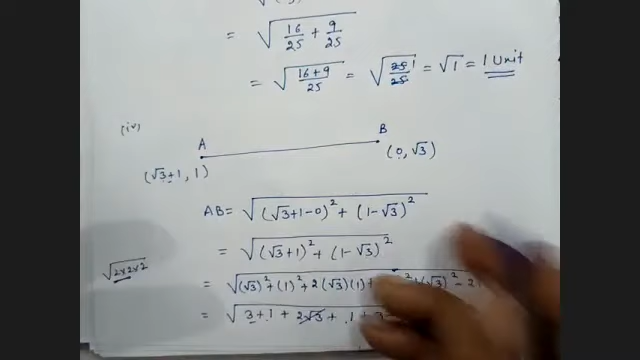 = √(16/25 + 9/25)
= √((16+9)/25) = √(25/25) = √1 = 1 Unit
(iv)
A B
(√3+1, 1) (0, √3)
AB = √((√3+1-0)² + (1-√3)²)
= √((√3+1)² + (1-√3)²)
√(2×2×2)
= √((√3)² + (1)² + 2(√3)(1) +
= √(3+1 + 2√3 + 1 +